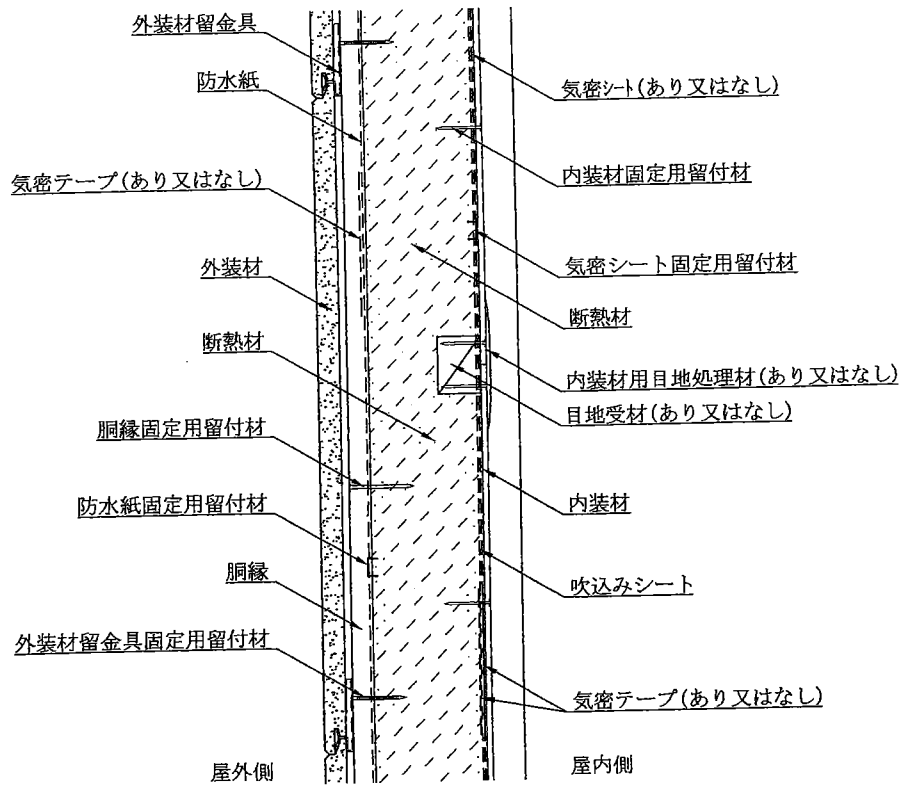 外装材留金具
防水紙
気密テープ(あり又はなし)
外装材
断熱材
胴縁固定用留付材
防水紙固定用留付材
胴縁
外装材留金具固定用留付材
屋外側
気密シート(あり又はなし)
内装材固定用留付材
気密シート固定用留付材
断熱材
内装材用目地処理材(あり又はなし)
目地受材(あり又はなし)
内装材
吹込みシート
気密テープ(あり又はなし)
屋内側